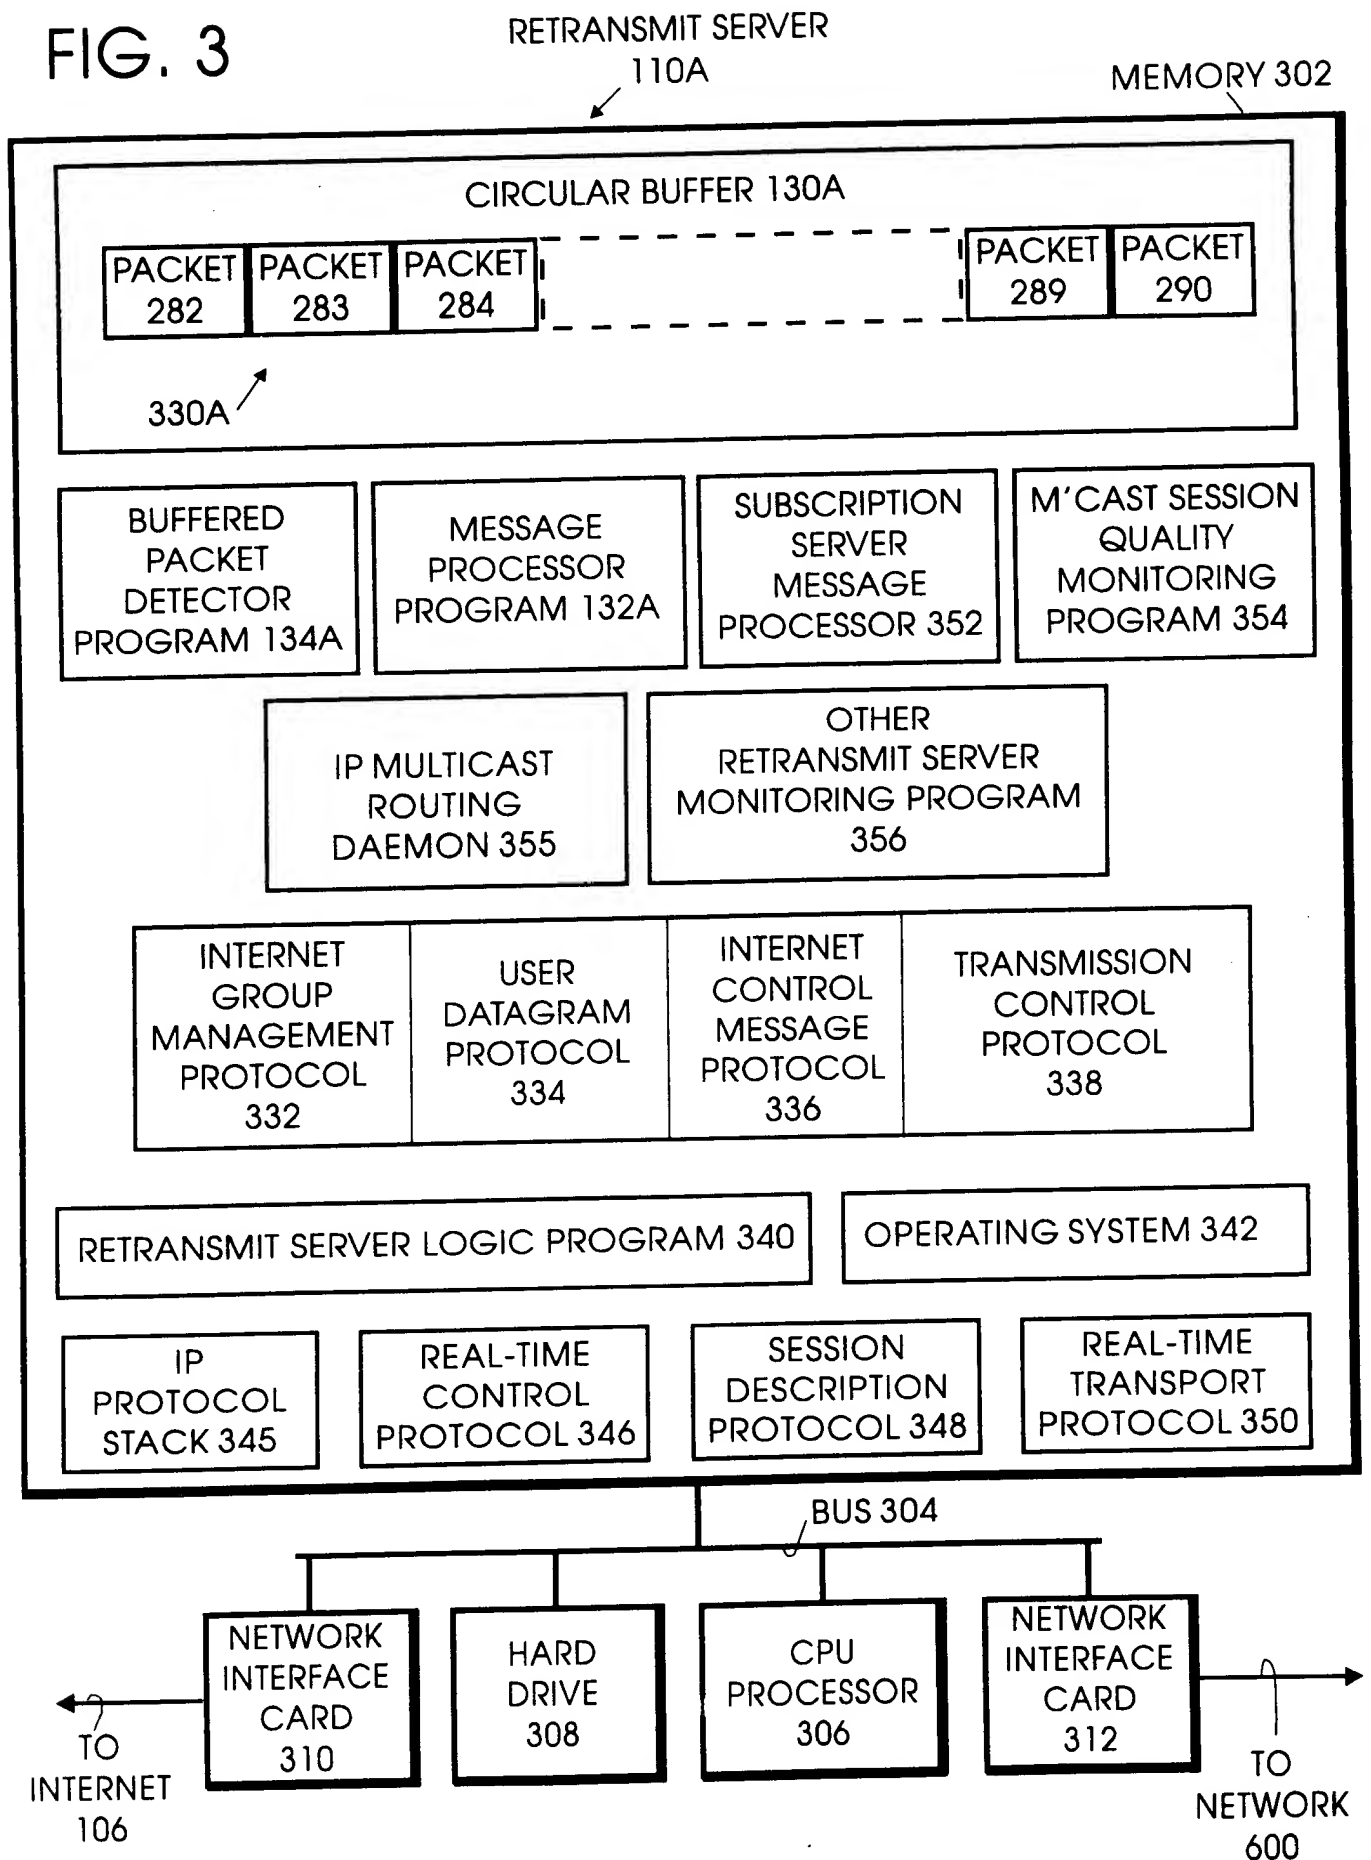 FIG. 3
RETRANSMIT SERVER
110A
MEMORY 302
CIRCULAR BUFFER 130A
PACKET
282
PACKET
283
PACKET
284
PACKET
289
PACKET
290
330A
BUFFERED
PACKET
DETECTOR
PROGRAM 134A
MESSAGE
PROCESSOR
PROGRAM 132A
SUBSCRIPTION
SERVER
MESSAGE
PROCESSOR 352
M'CAST SESSION
QUALITY
MONITORING
PROGRAM 354
IP MULTICAST
ROUTING
DAEMON 355
OTHER
RETRANSMIT SERVER
MONITORING PROGRAM
356
INTERNET
GROUP
MANAGEMENT
PROTOCOL
332
USER
DATAGRAM
PROTOCOL
334
INTERNET
CONTROL
MESSAGE
PROTOCOL
336
TRANSMISSION
CONTROL
PROTOCOL
338
RETRANSMIT SERVER LOGIC PROGRAM 340
OPERATING SYSTEM 342
IP
PROTOCOL
STACK 345
REAL-TIME
CONTROL
PROTOCOL 346
SESSION
DESCRIPTION
PROTOCOL 348
REAL-TIME
TRANSPORT
PROTOCOL 350
BUS 304
NETWORK
INTERFACE
CARD
310
HARD
DRIVE
308
CPU
PROCESSOR
306
NETWORK
INTERFACE
CARD
312
TO
INTERNET
106
TO
NETWORK
600